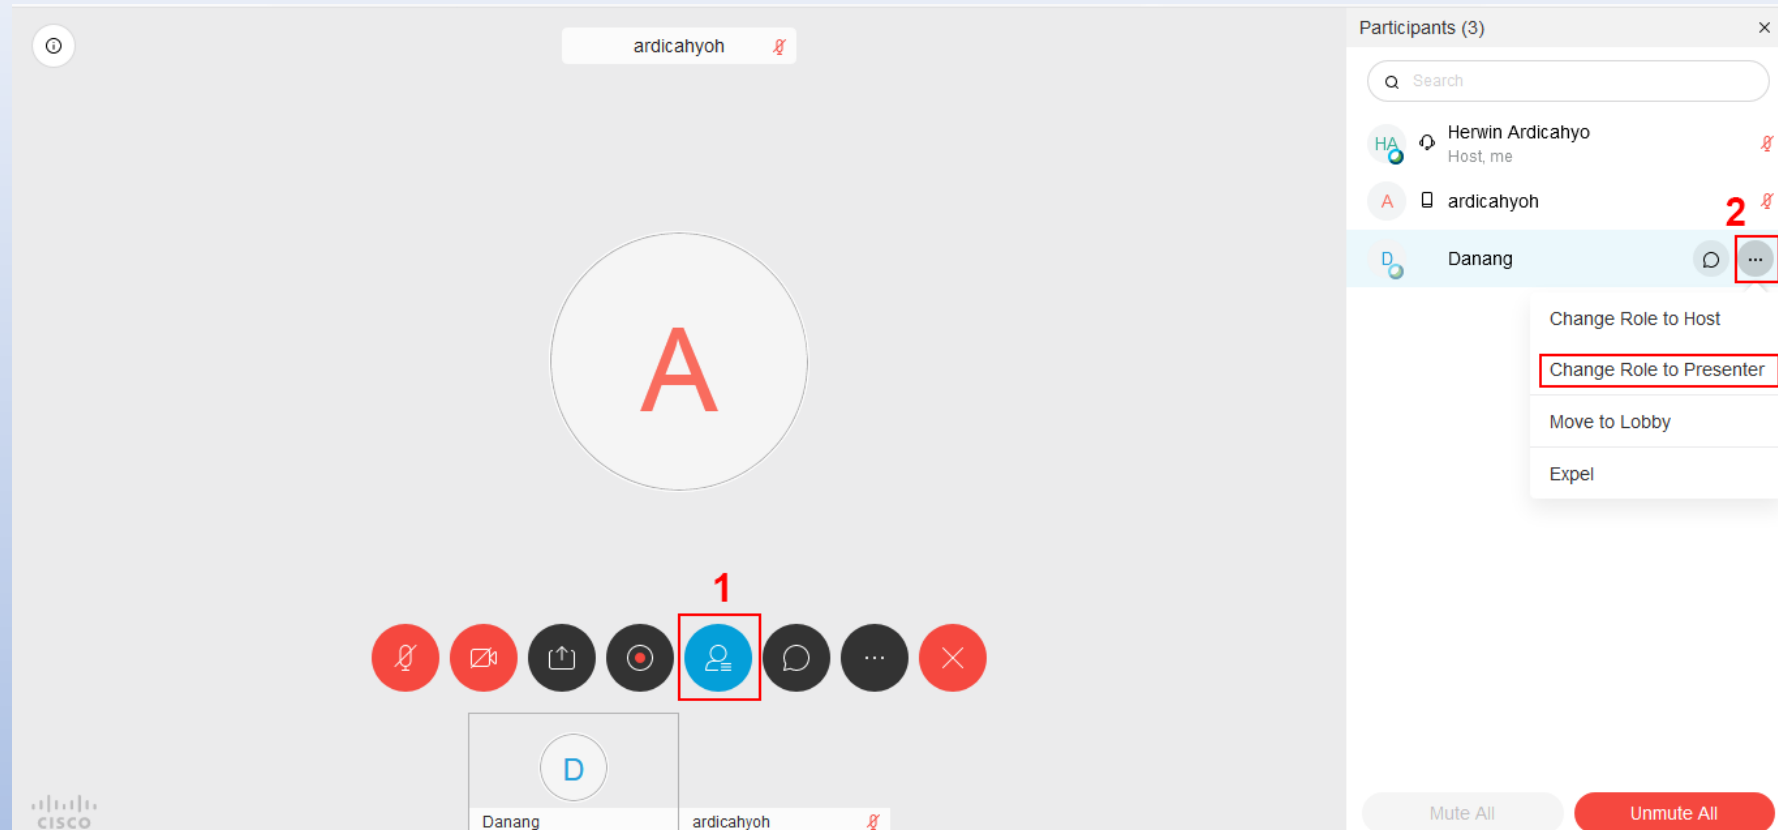 ardicahyoh
Participants (3)
Search
HA
Herwin Ardicahyo
Host, me
A
ardicahyoh
2
D
Danang
Change Role to Host
Change Role to Presenter
Move to Lobby
Expel
A
1
D
Danang
ardicahyoh
CISCO
Mute All
Unmute All